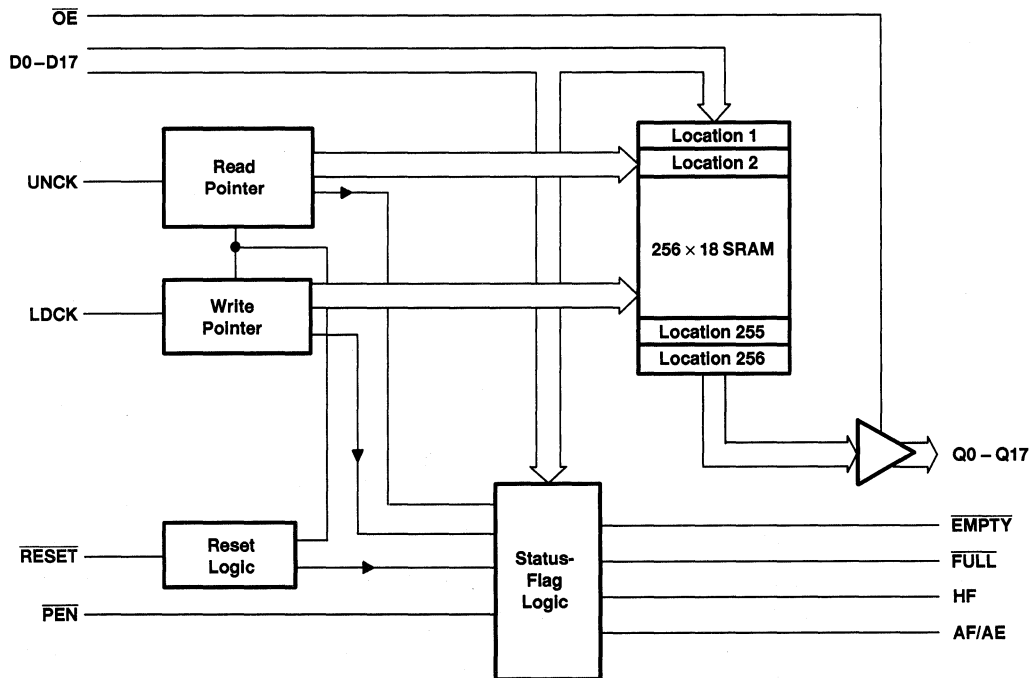 OE
D0–D17
Location 1
Location 2
256 × 18 SRAM
Location 255
Location 256
Read
Pointer
UNCK
Write
Pointer
LDCK
Q0 – Q17
Reset
Logic
RESET
PEN
Status-
Flag
Logic
EMPTY
FULL
HF
AF/AE